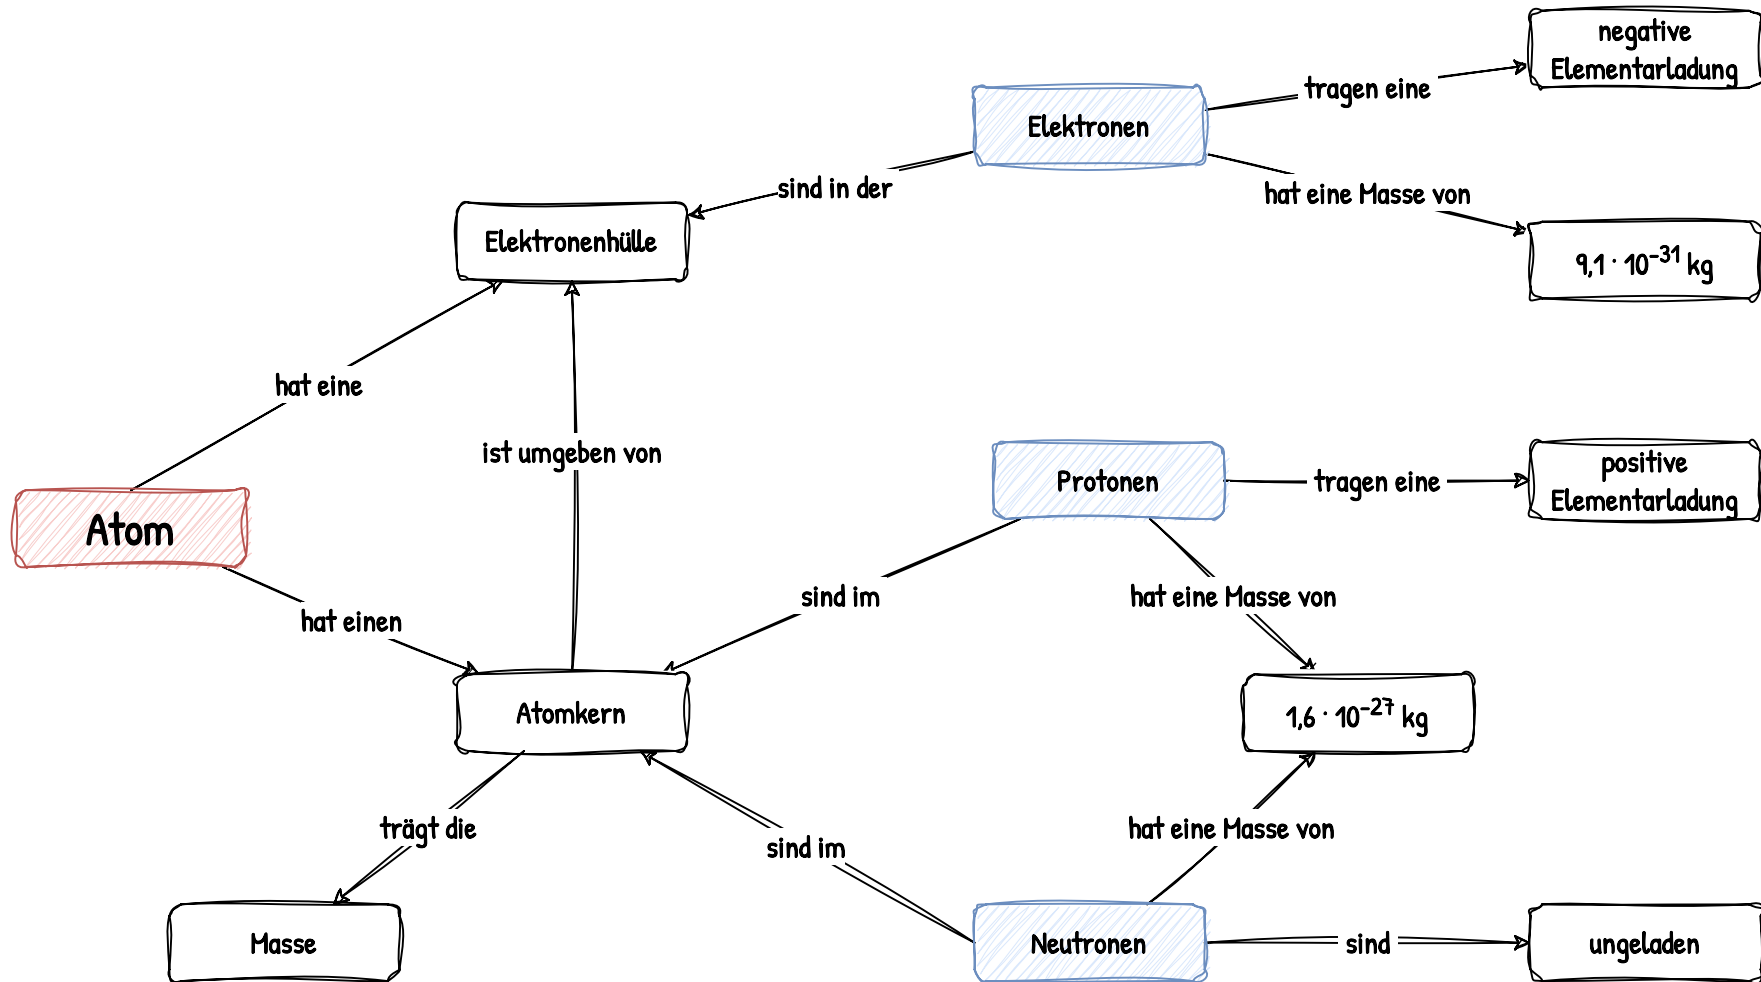 negative
Elementarladung
tragen eine
Elektronen
sind in der
hat eine Masse von
Elektronenhülle
9,1 · 10⁻³¹ kg
hat eine
ist umgeben von
Protonen
tragen eine
positive
Elementarladung
Atom
sind im
hat eine Masse von
hat einen
Atomkern
1,6 · 10⁻²⁷ kg
trägt die
sind im
hat eine Masse von
Masse
Neutronen
sind
ungeladen